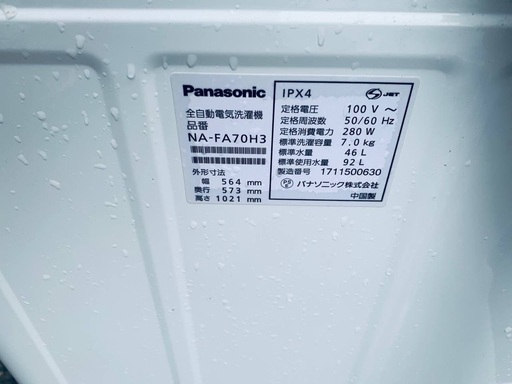 Panasonic
全自動電気洗濯機
品番
NA-FA70H3
外形寸法
幅 564 mm
奥行 573 mm
高さ 1021 mm
IPX4
S JET
定格電圧 100 V ～
定格周波数 50/60 Hz
定格消費電力 280 W
標準洗濯容量 7.0 kg
標準水量 46 L
標準使用水量 92 L
製造番号 1711500630
PSE パナソニック株式会社
中国製